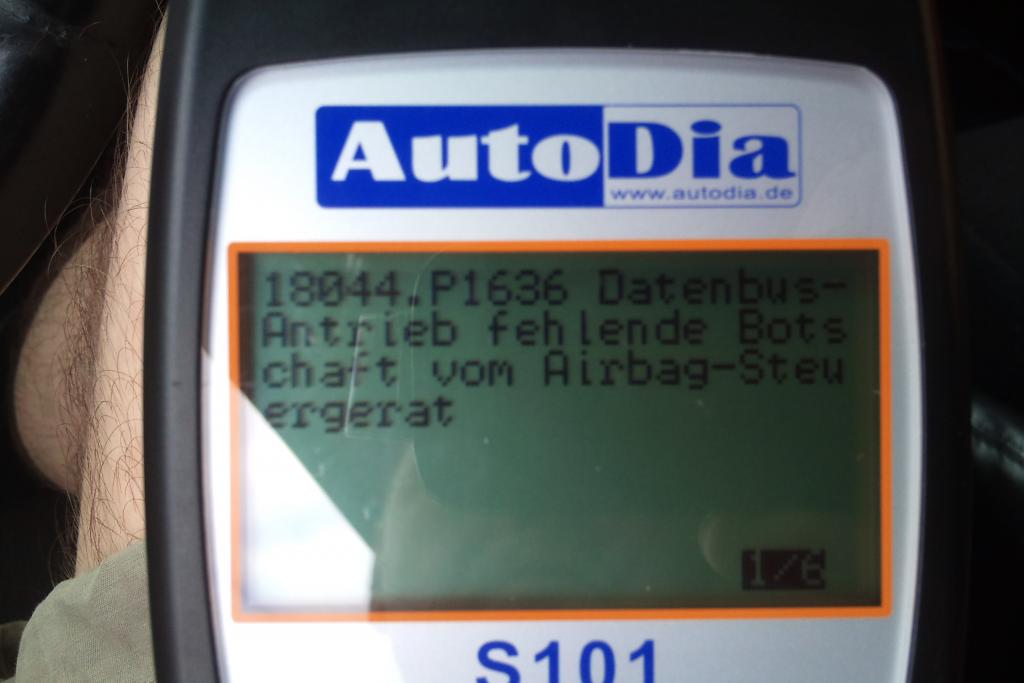 AutoDia
www.autodia.de
18044.P1636 Datenbus-
Antrieb fehlende Bots
chaft vom Airbag-Steu
ergerat
1/6
S101